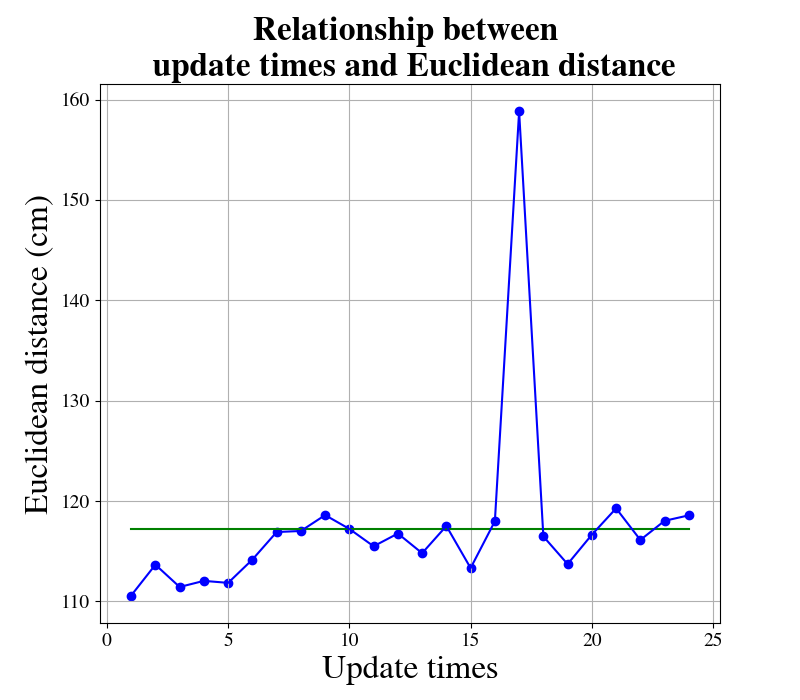 Relationship between
update times and Euclidean distance
Euclidean distance (cm)
160
150
140
130
120
110
0 5 10 15 20 25
Update times